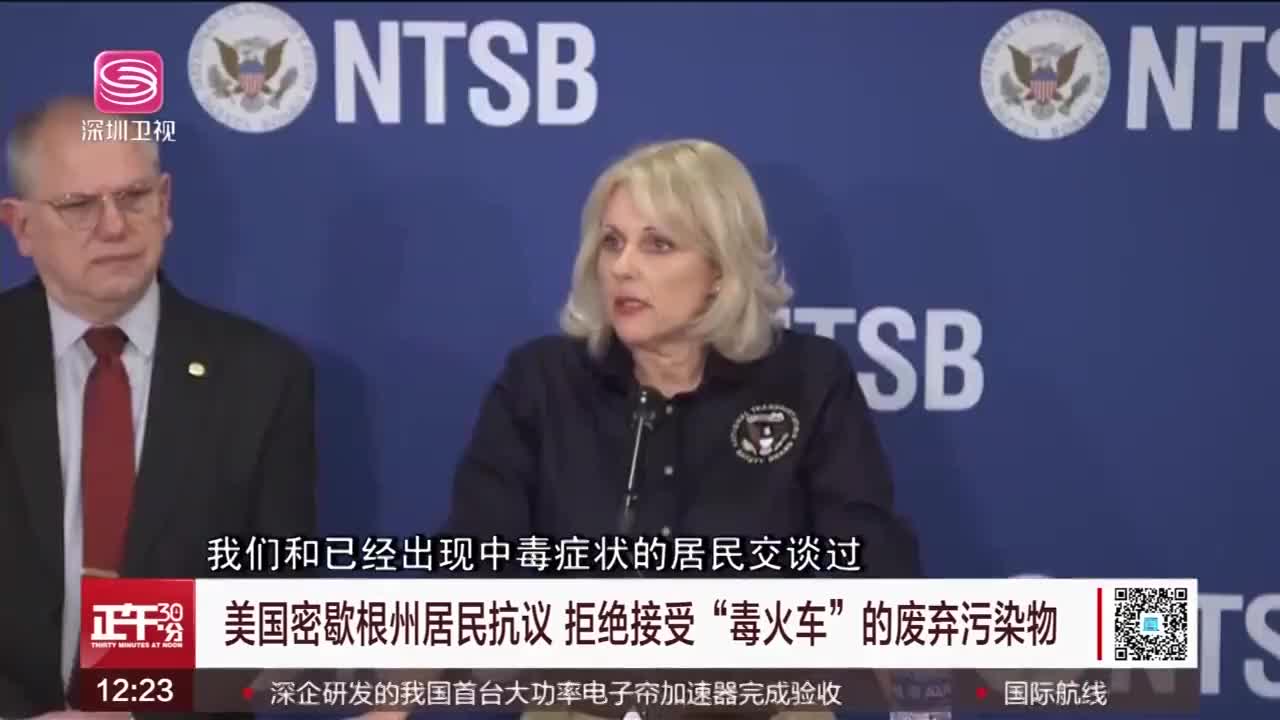 NTSB
NTS
深圳卫视
NTSB
我们和已经出现中毒症状的居民交谈过
正午30分
THIRTY MINUTES AT NOON
美国密歇根州居民抗议 拒绝接受“毒火车”的废弃污染物
12:23
深企研发的我国首台大功率电子帘加速器完成验收
国际航线